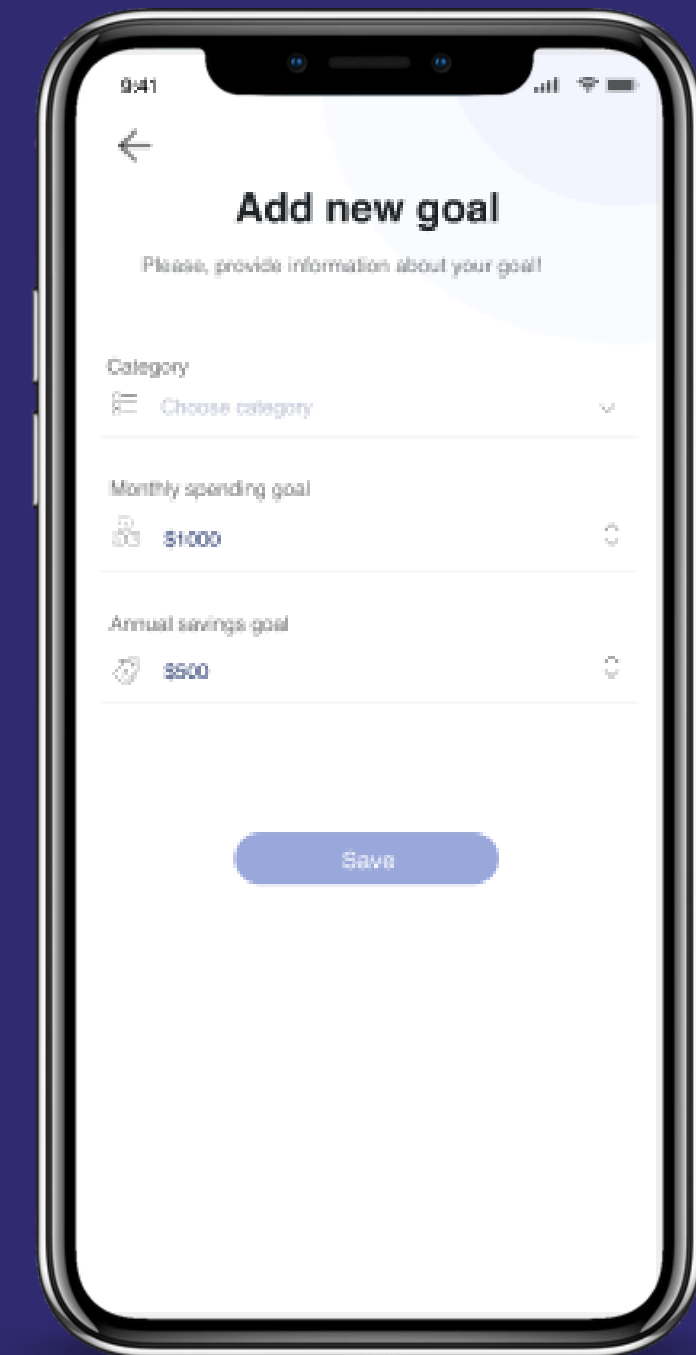 9:41
Add new goal
Please, provide information about your goal!
Category
Choose category
Monthly spending goal
$1000
Annual savings goal
$500
Save